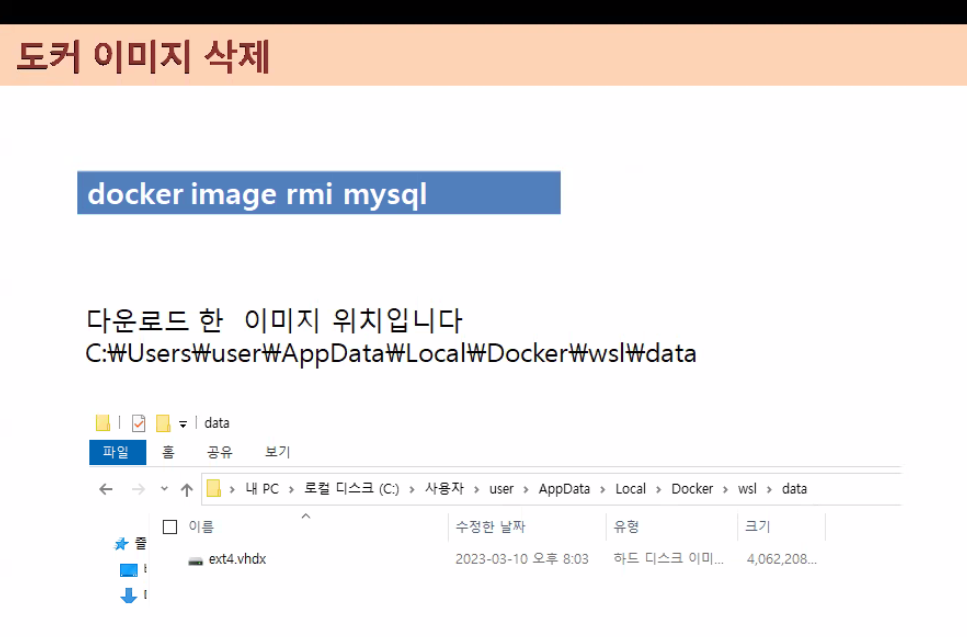 도커 이미지 삭제
docker image rmi mysql
다운로드 한 이미지 위치입니다
C:₩Users₩user₩AppData₩Local₩Docker₩wsl₩data
data
파일 홈 공유 보기
내 PC > 로컬 디스크 (C:) > 사용자 > user > AppData > Local > Docker > wsl > data
이름 수정한 날짜 유형 크기
즐
ext4.vhdx 2023-03-10 오후 8:03 하드 디스크 이미... 4,062,208...